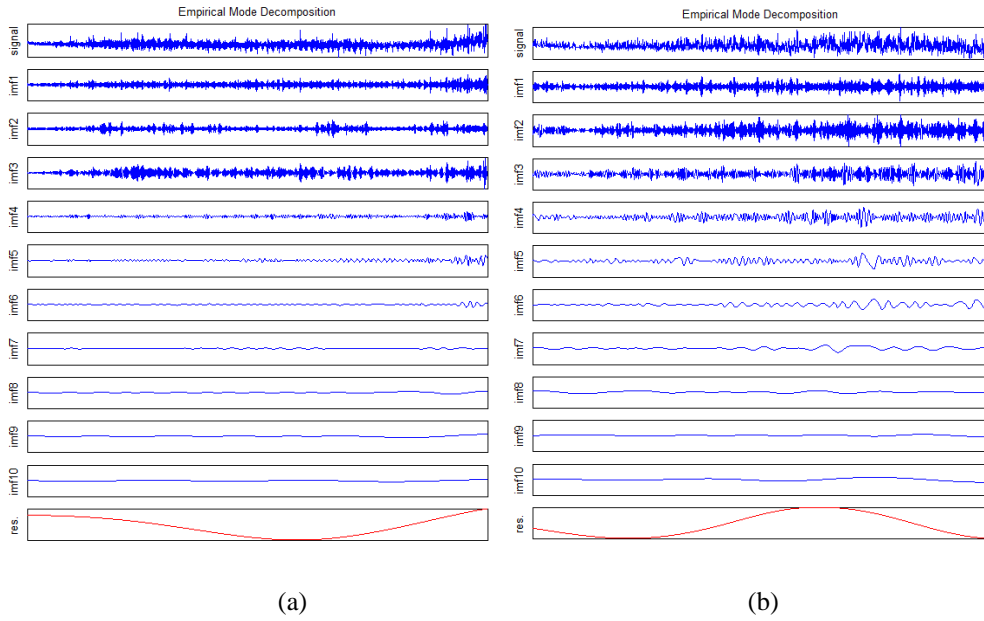 Empirical Mode Decomposition
signal
imf1
imf2
imf3
imf4
imf5
imf6
imf7
imf8
imf9
imf10
res.
(a)
Empirical Mode Decomposition
signal
imf1
imf2
imf3
imf4
imf5
imf6
imf7
imf8
imf9
imf10
res.
(b)